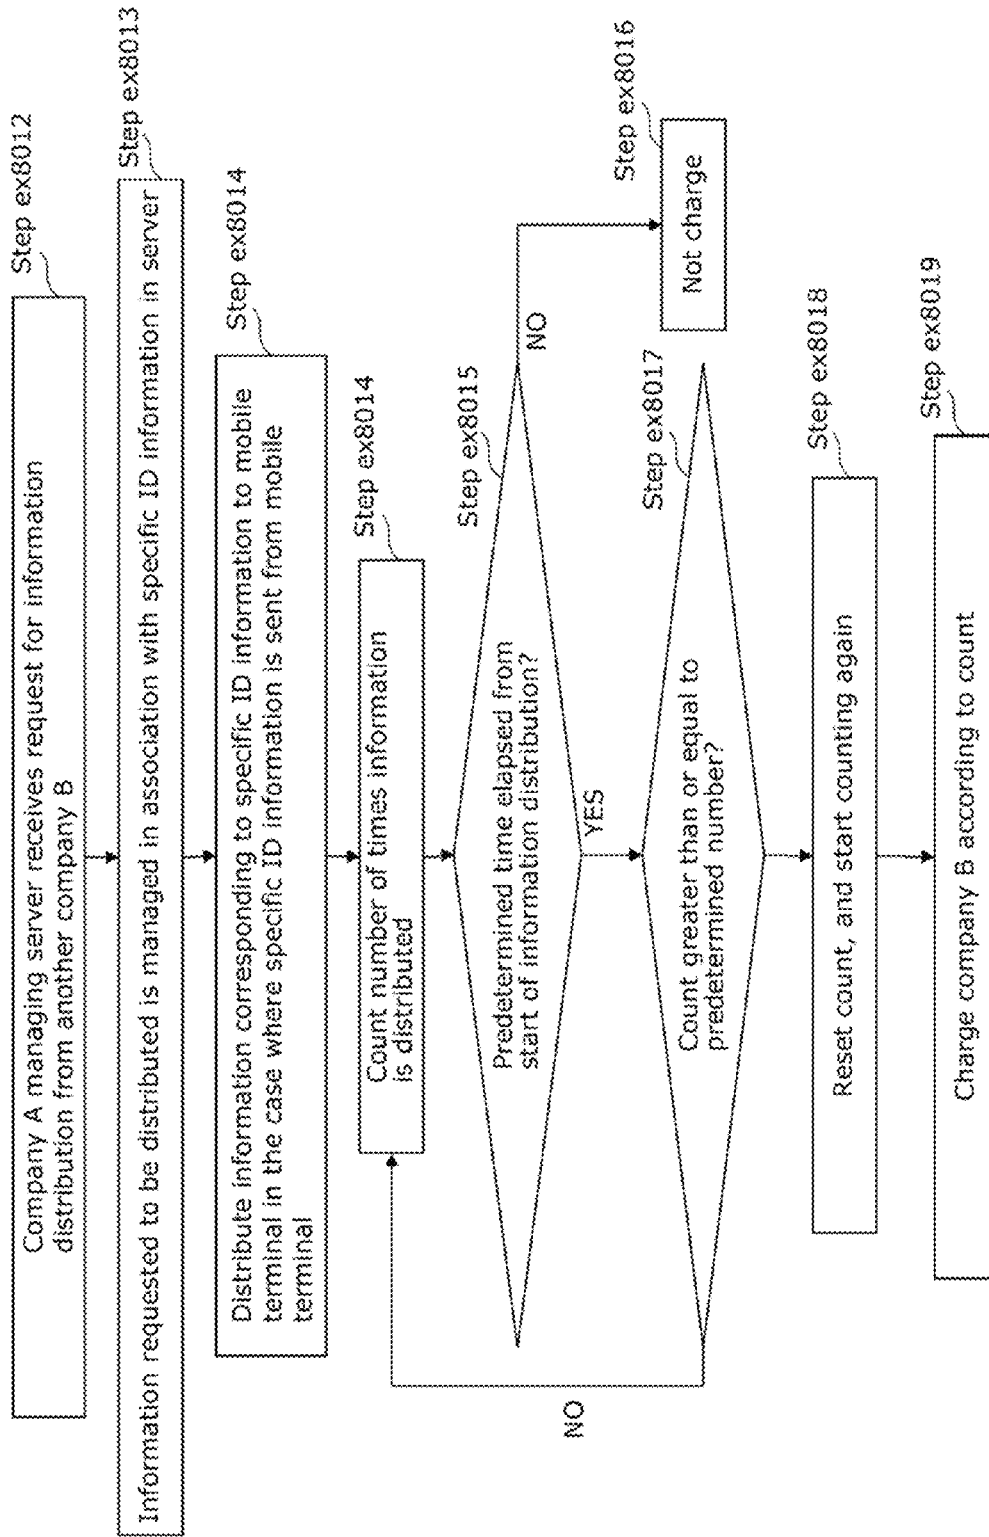 Step ex8012
Company A managing server receives request for information
distribution from another company B
Step ex8013
Information requested to be distributed is managed in association with specific ID information in server
Step ex8014
Distribute information corresponding to specific ID information to mobile
terminal in the case where specific ID information is sent from mobile
terminal
Step ex8014
Count number of times information
is distributed
Step ex8015
Predetermined time elapsed from
start of information distribution?
NO
YES
Step ex8016
Not charge
Step ex8017
Count greater than or equal to
predetermined number?
NO
Step ex8018
Reset count, and start counting again
Step ex8019
Charge company B according to count